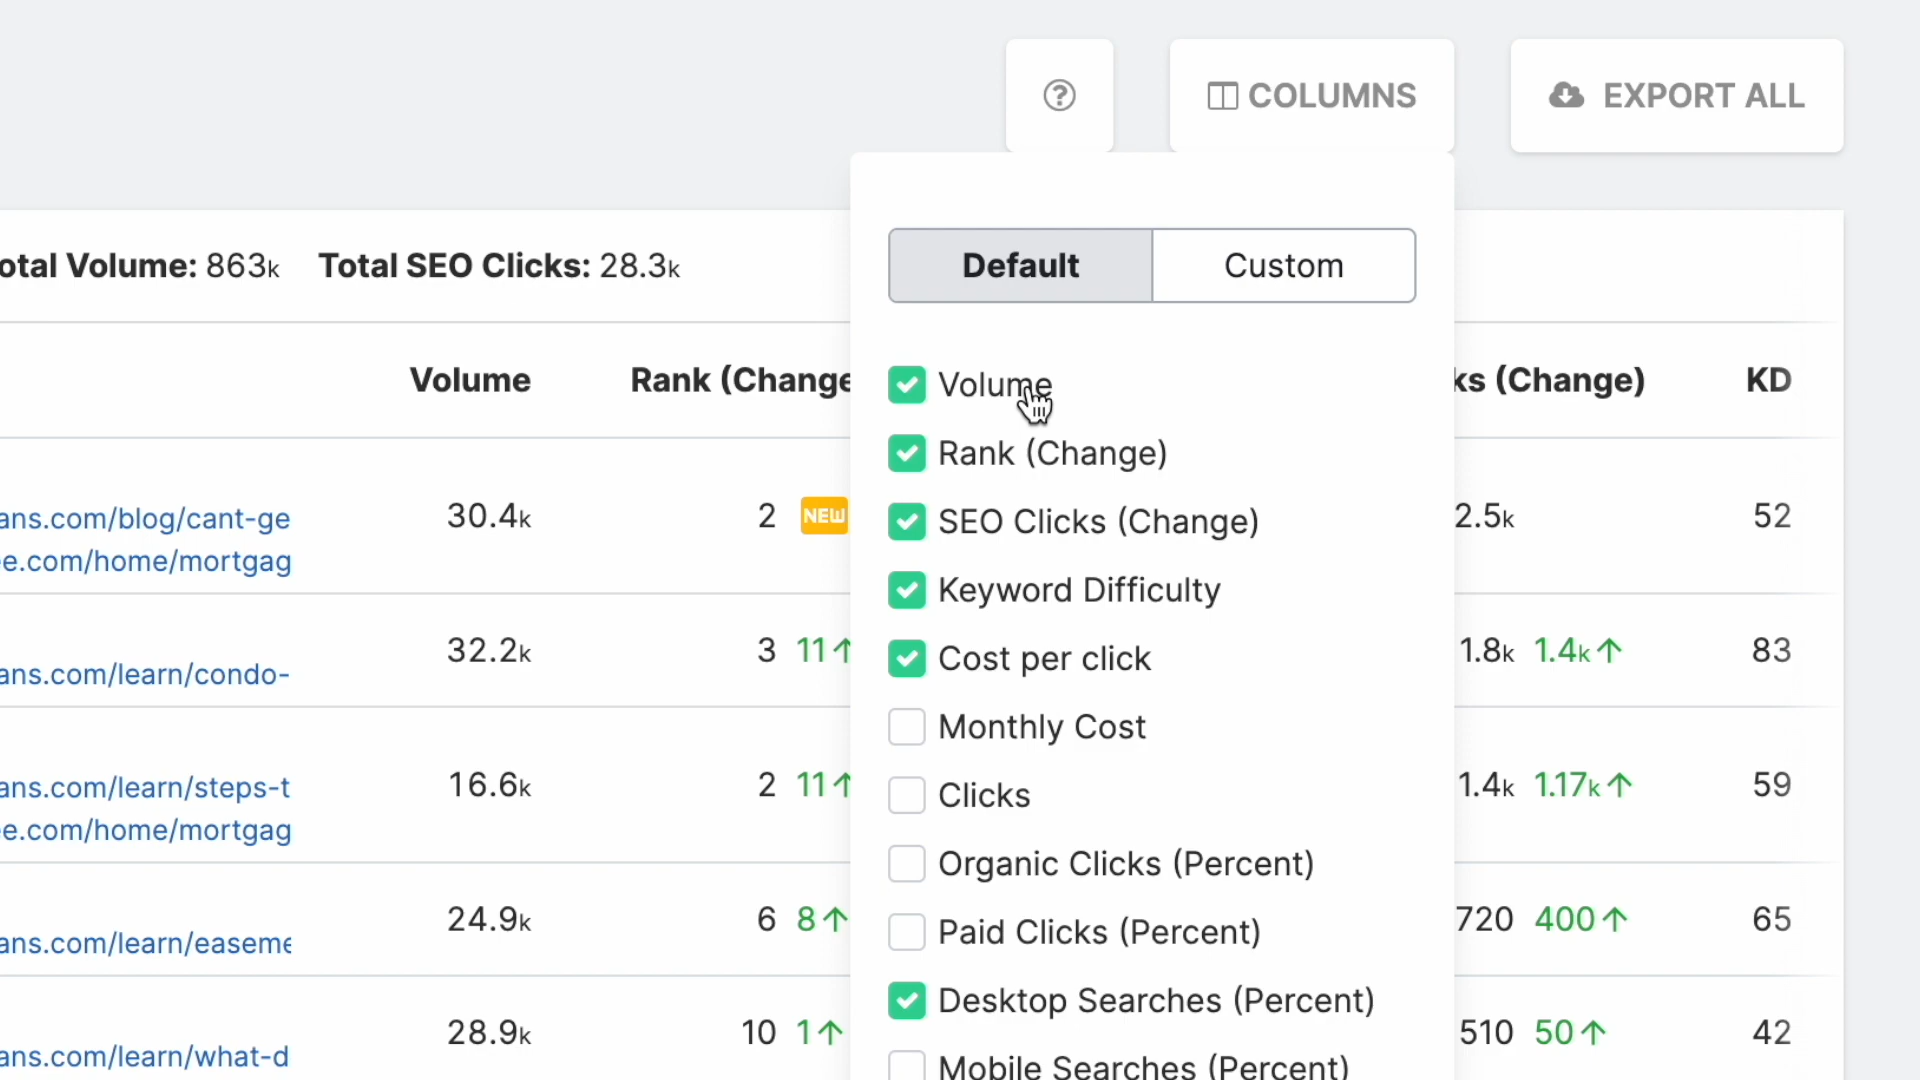 COLUMNS
EXPORT ALL
otal Volume: 863k Total SEO Clicks: 28.3k
Default Custom
Volume Rank (Change ks (Change) KD
Volume
Rank (Change)
SEO Clicks (Change)
Keyword Difficulty
Cost per click
Monthly Cost
Clicks
Organic Clicks (Percent)
Paid Clicks (Percent)
Desktop Searches (Percent)
Mobile Searches (Percent)
ans.com/blog/cant-ge 30.4k 2 NEW 2.5k 52
ee.com/home/mortgag
ans.com/learn/condo- 32.2k 3 11↑ 1.8k 1.4k↑ 83
ans.com/learn/steps-t 16.6k 2 11↑ 1.4k 1.17k↑ 59
ee.com/home/mortgag
ans.com/learn/easeme 24.9k 6 8↑ 720 400↑ 65
ans.com/learn/what-d 28.9k 10 1↑ 510 50↑ 42